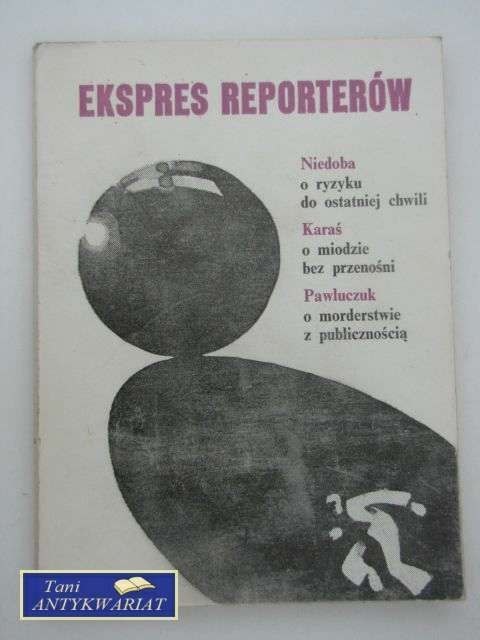 EKSPRES REPORTERÓW
Niedoba
o ryzyku
do ostatniej chwili
Karaś
o miodzie
bez przenośni
Pawluczuk
o morderstwie
z publicznością
Tani
ANTYKWARIAT